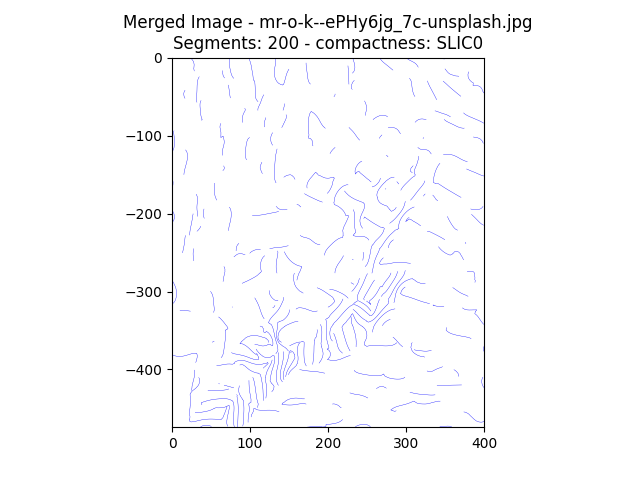 Merged Image - mr-o-k--ePHy6jg_7c-unsplash.jpg
Segments: 200 - compactness: SLIC0
0
−100
−200
−300
−400
0 100 200 300 400